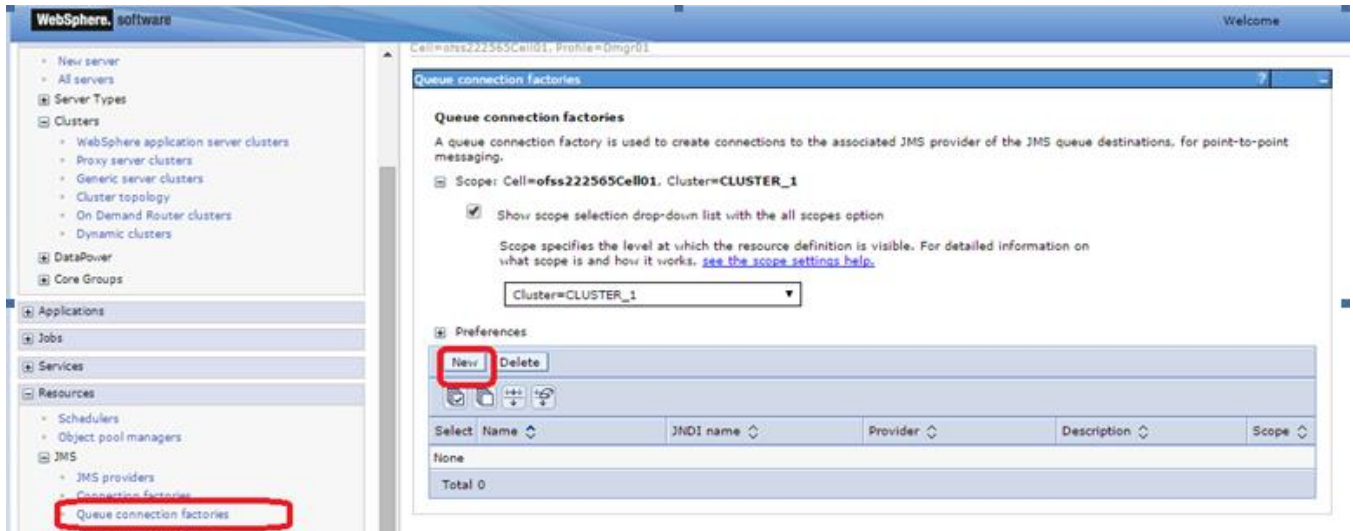 WebSphere. software
Welcome
New server
All servers
Server Types
Clusters
WebSphere application server clusters
Proxy server clusters
Generic server clusters
Cluster topology
On Demand Router clusters
Dynamic clusters
DataPower
Core Groups
Applications
Jobs
Services
Resources
Schedulers
Object pool managers
JMS
JMS providers
Connection factories
Queue connection factories
Cell=ofss222565Cell01, Profile=Dmgr01
Queue connection factories ? -
Queue connection factories
A queue connection factory is used to create connections to the associated JMS provider of the JMS queue destinations, for point-to-point
messaging.
Scope: Cell=ofss222565Cell01, Cluster=CLUSTER_1
Show scope selection drop-down list with the all scopes option
Scope specifies the level at which the resource definition is visible. For detailed information on
what scope is and how it works, see the scope settings help.
Cluster=CLUSTER_1
Preferences
New Delete
Select Name JNDI name Provider Description Scope
None
Total 0